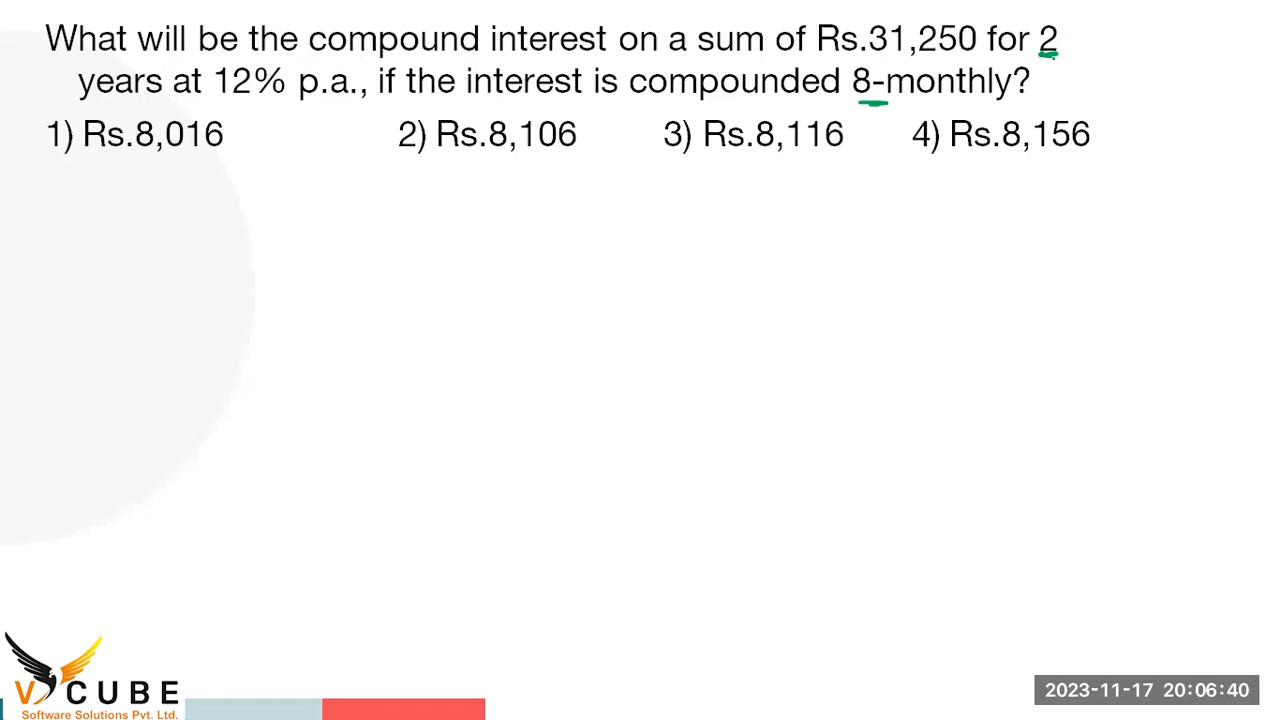 What will be the compound interest on a sum of Rs.31,250 for 2
years at 12% p.a., if the interest is compounded 8-monthly?
1) Rs.8,016 2) Rs.8,106 3) Rs.8,116 4) Rs.8,156
V CUBE
Software Solutions Pvt. Ltd.
2023-11-17 20:06:40